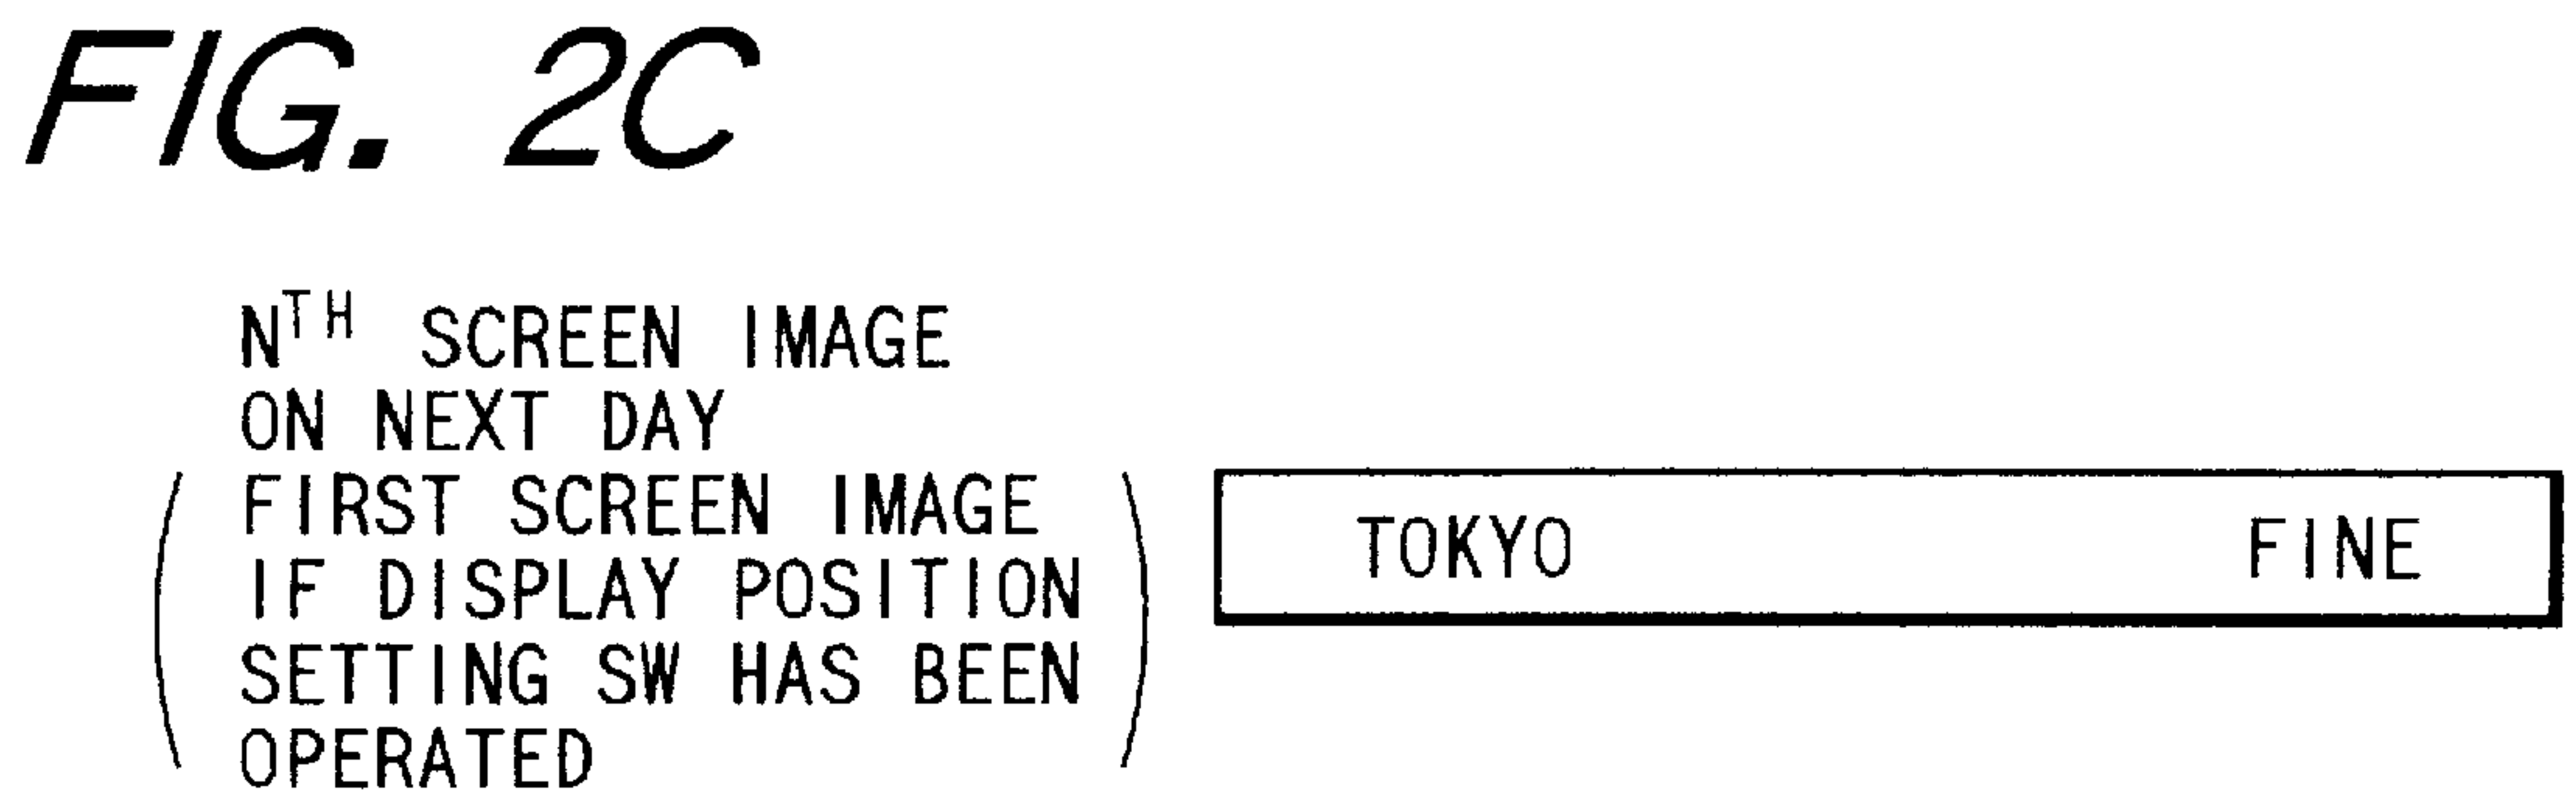 FIG. 2C
Nᵀᴴ SCREEN IMAGE
ON NEXT DAY
(FIRST SCREEN IMAGE
IF DISPLAY POSITION
SETTING SW HAS BEEN
OPERATED)
TOKYO FINE